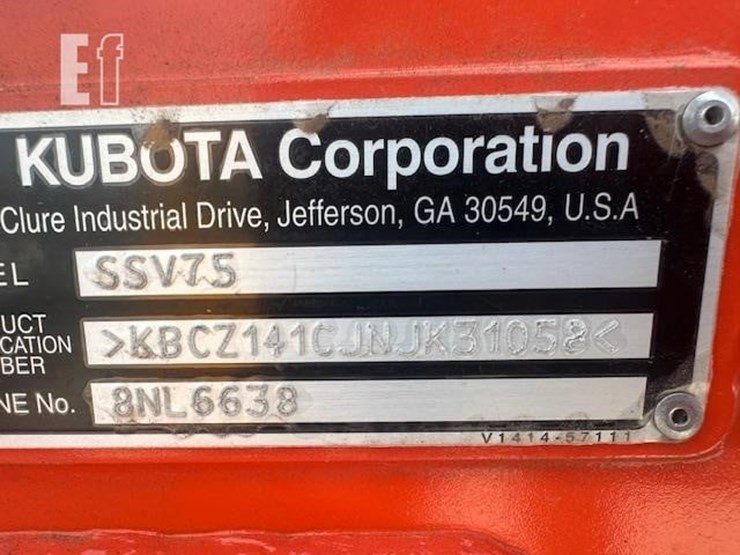 Ef
KUBOTA Corporation
Clure Industrial Drive, Jefferson, GA 30549, U.S.A
EL SSV75
UCT
CATION >KBCZ141CJNJK31058<
BER
NE No. 8NL6638
V1414-57111